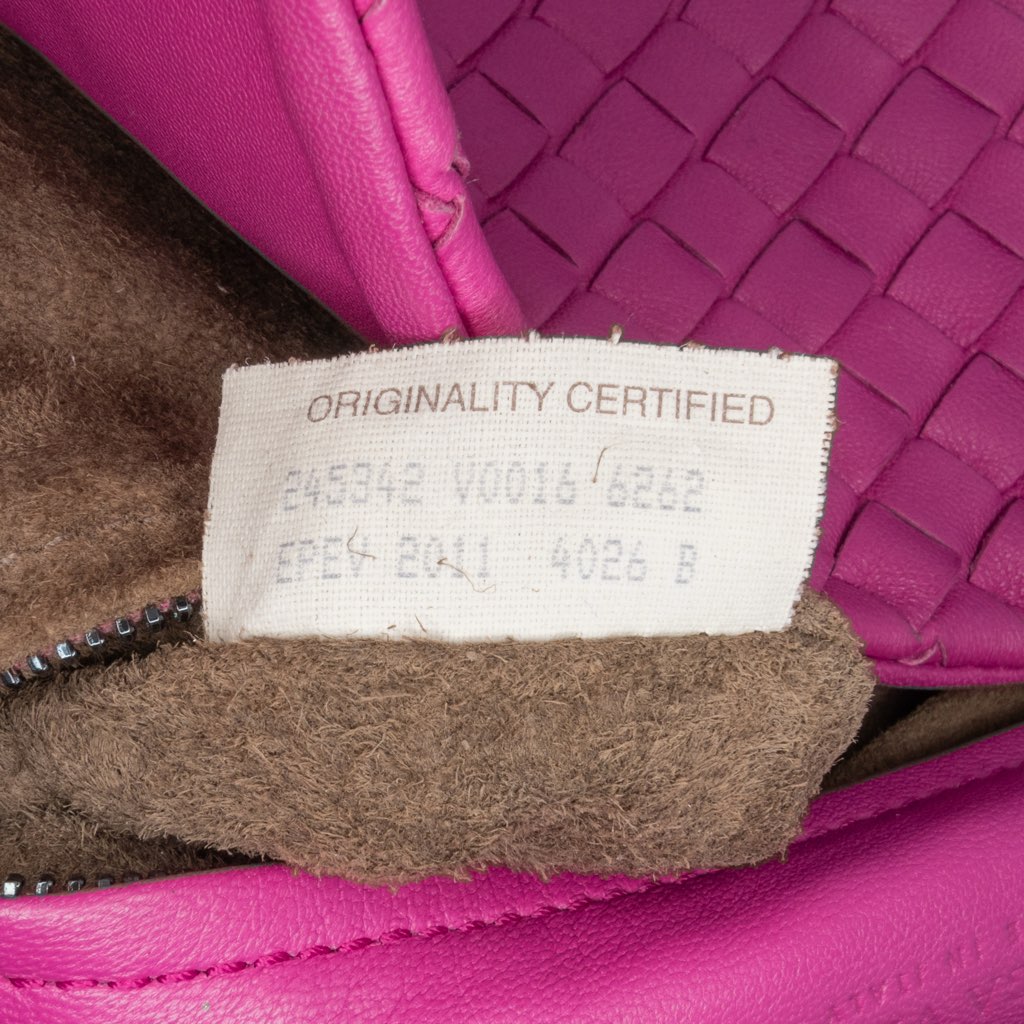 ORIGINALITY CERTIFIED
245342 V0016 6262
EPEV 2011 4026 B